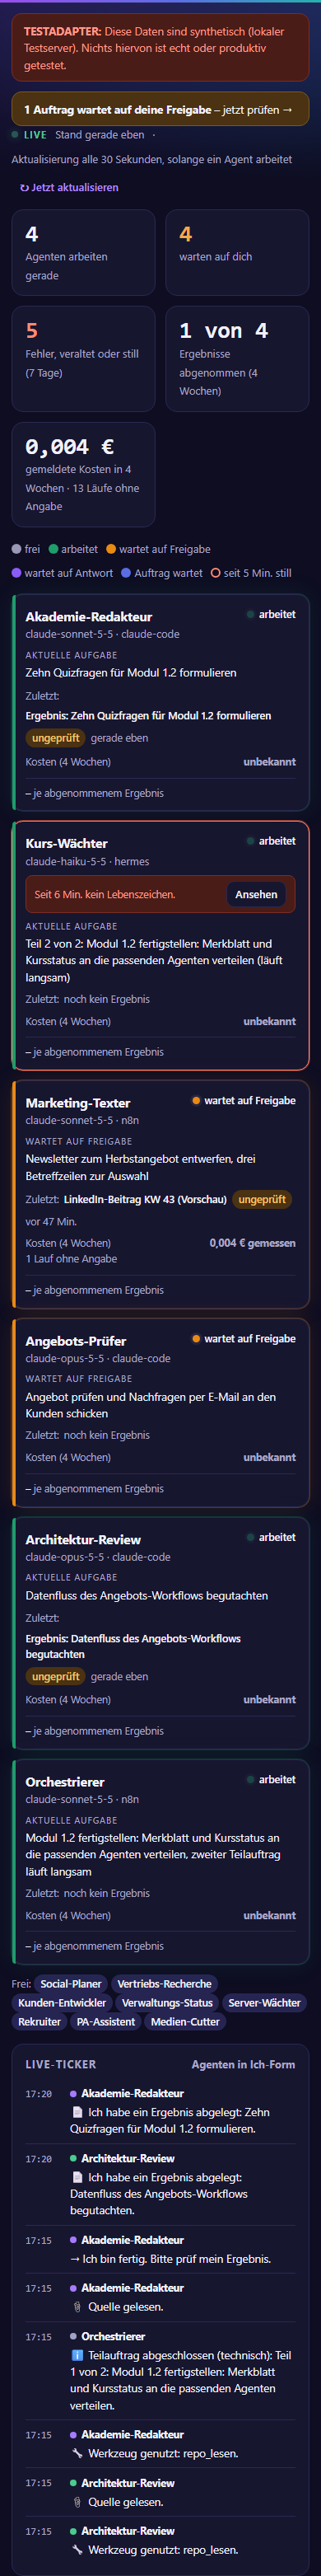 TESTADAPTER: Diese Daten sind synthetisch (lokaler
Testserver). Nichts hiervon ist echt oder produktiv
getestet.
1 Auftrag wartet auf deine Freigabe – jetzt prüfen →
LIVE Stand gerade eben ·
Aktualisierung alle 30 Sekunden, solange ein Agent arbeitet
↻ Jetzt aktualisieren
4
Agenten arbeiten
gerade
4
warten auf dich
5
Fehler, veraltet oder still
(7 Tage)
1 von 4
Ergebnisse
abgenommen (4
Wochen)
0,004 €
gemeldete Kosten in 4
Wochen · 13 Läufe ohne
Angabe
frei arbeitet wartet auf Freigabe
wartet auf Antwort Auftrag wartet seit 5 Min. still
Akademie-Redakteur arbeitet
claude-sonnet-5-5 · claude-code
AKTUELLE AUFGABE
Zehn Quizfragen für Modul 1.2 formulieren
Zuletzt:
Ergebnis: Zehn Quizfragen für Modul 1.2 formulieren
ungeprüft gerade eben
Kosten (4 Wochen) unbekannt
– je abgenommenem Ergebnis
Kurs-Wächter arbeitet
claude-haiku-5-5 · hermes
Seit 6 Min. kein Lebenszeichen. Ansehen
AKTUELLE AUFGABE
Teil 2 von 2: Modul 1.2 fertigstellen: Merkblatt und
Kursstatus an die passenden Agenten verteilen (läuft
langsam)
Zuletzt: noch kein Ergebnis
Kosten (4 Wochen) unbekannt
– je abgenommenem Ergebnis
Marketing-Texter wartet auf Freigabe
claude-sonnet-5-5 · n8n
WARTET AUF FREIGABE
Newsletter zum Herbstangebot entwerfen, drei
Betreffzeilen zur Auswahl
Zuletzt: LinkedIn-Beitrag KW 43 (Vorschau) ungeprüft
vor 47 Min.
Kosten (4 Wochen) 0,004 € gemessen
1 Lauf ohne Angabe
– je abgenommenem Ergebnis
Angebots-Prüfer wartet auf Freigabe
claude-opus-5-5 · claude-code
WARTET AUF FREIGABE
Angebot prüfen und Nachfragen per E-Mail an den
Kunden schicken
Zuletzt: noch kein Ergebnis
Kosten (4 Wochen) unbekannt
– je abgenommenem Ergebnis
Architektur-Review arbeitet
claude-opus-5-5 · claude-code
AKTUELLE AUFGABE
Datenfluss des Angebots-Workflows begutachten
Zuletzt:
Ergebnis: Datenfluss des Angebots-Workflows
begutachten
ungeprüft gerade eben
Kosten (4 Wochen) unbekannt
– je abgenommenem Ergebnis
Orchestrierer arbeitet
claude-sonnet-5-5 · n8n
AKTUELLE AUFGABE
Modul 1.2 fertigstellen: Merkblatt und Kursstatus an
die passenden Agenten verteilen, zweiter Teilauftrag
läuft langsam
Zuletzt: noch kein Ergebnis
Kosten (4 Wochen) unbekannt
– je abgenommenem Ergebnis
Frei: Social-Planer Vertriebs-Recherche
Kunden-Entwickler Verwaltungs-Status Server-Wächter
Rekruiter PA-Assistent Medien-Cutter
LIVE-TICKER Agenten in Ich-Form
17:20 Akademie-Redakteur
Ich habe ein Ergebnis abgelegt: Zehn
Quizfragen für Modul 1.2 formulieren.
17:20 Architektur-Review
Ich habe ein Ergebnis abgelegt:
Datenfluss des Angebots-Workflows
begutachten.
17:15 Akademie-Redakteur
→ Ich bin fertig. Bitte prüf mein Ergebnis.
17:15 Akademie-Redakteur
Quelle gelesen.
17:15 Orchestrierer
Teilauftrag abgeschlossen (technisch): Teil
1 von 2: Modul 1.2 fertigstellen: Merkblatt
und Kursstatus an die passenden Agenten
verteilen.
17:15 Akademie-Redakteur
Werkzeug genutzt: repo_lesen.
17:15 Architektur-Review
Quelle gelesen.
17:15 Architektur-Review
Werkzeug genutzt: repo_lesen.